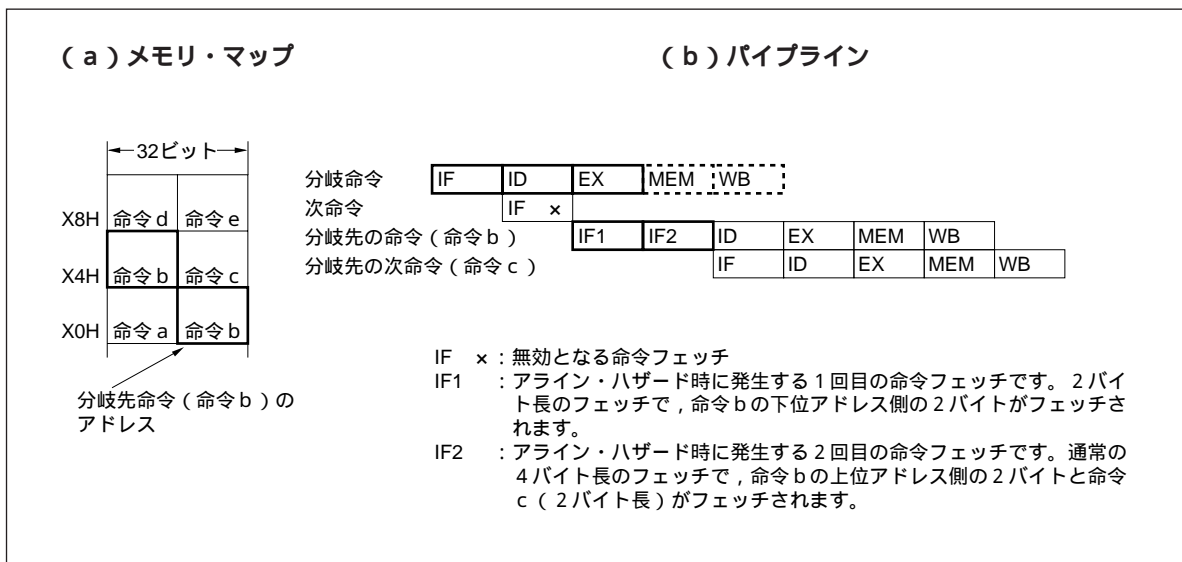 (a)メモリ・マップ
(b)パイプライン
32ビット
X8H 命令d 命令e
X4H 命令b 命令c
X0H 命令a 命令b
分岐先命令(命令b)の
アドレス
分岐命令 IF ID EX MEM WB
次命令 IF ×
分岐先の命令(命令b) IF1 IF2 ID EX MEM WB
分岐先の次命令(命令c) IF ID EX MEM WB
IF ×:無効となる命令フェッチ
IF1 :アライン・ハザード時に発生する1回目の命令フェッチです。2バイ
ト長のフェッチで,命令bの下位アドレス側の2バイトがフェッチさ
れます。
IF2 :アライン・ハザード時に発生する2回目の命令フェッチです。通常の
4バイト長のフェッチで,命令bの上位アドレス側の2バイトと命令
c(2バイト長)がフェッチされます。